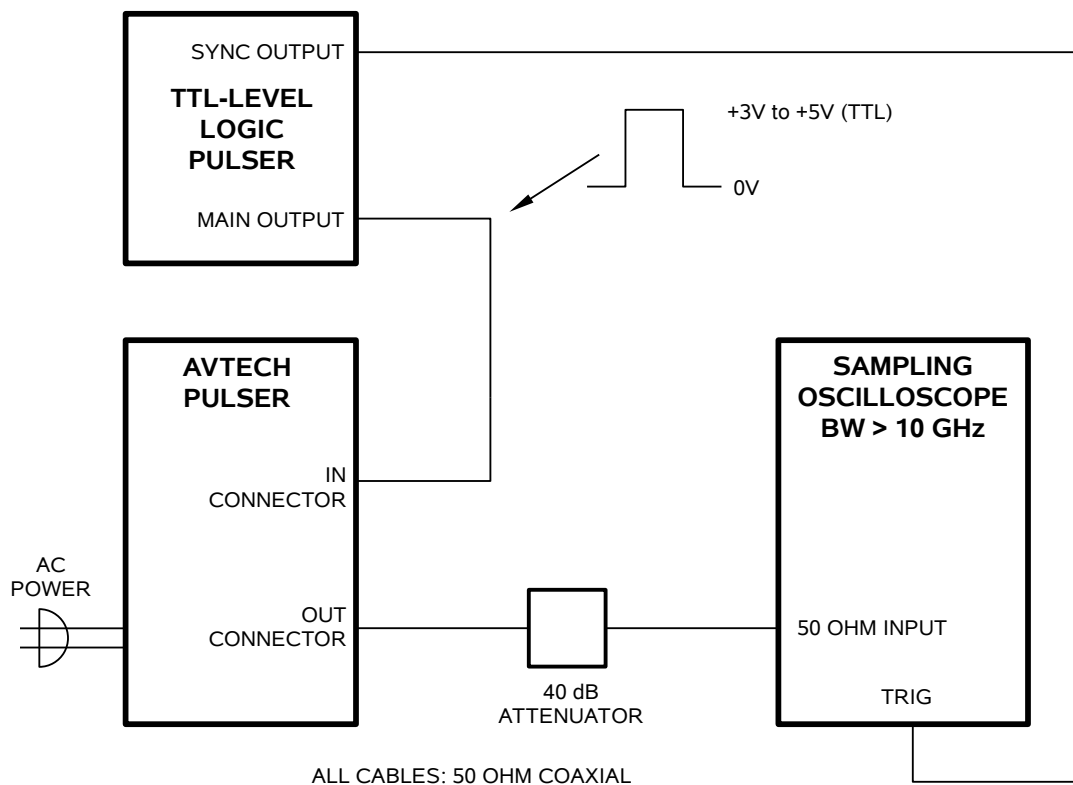 SYNC OUTPUT
TTL-LEVEL
LOGIC
PULSER
MAIN OUTPUT
+3V to +5V (TTL)
0V
AVTECH
PULSER
IN
CONNECTOR
OUT
CONNECTOR
AC
POWER
40 dB
ATTENUATOR
SAMPLING
OSCILLOSCOPE
BW > 10 GHz
50 OHM INPUT
TRIG
ALL CABLES: 50 OHM COAXIAL